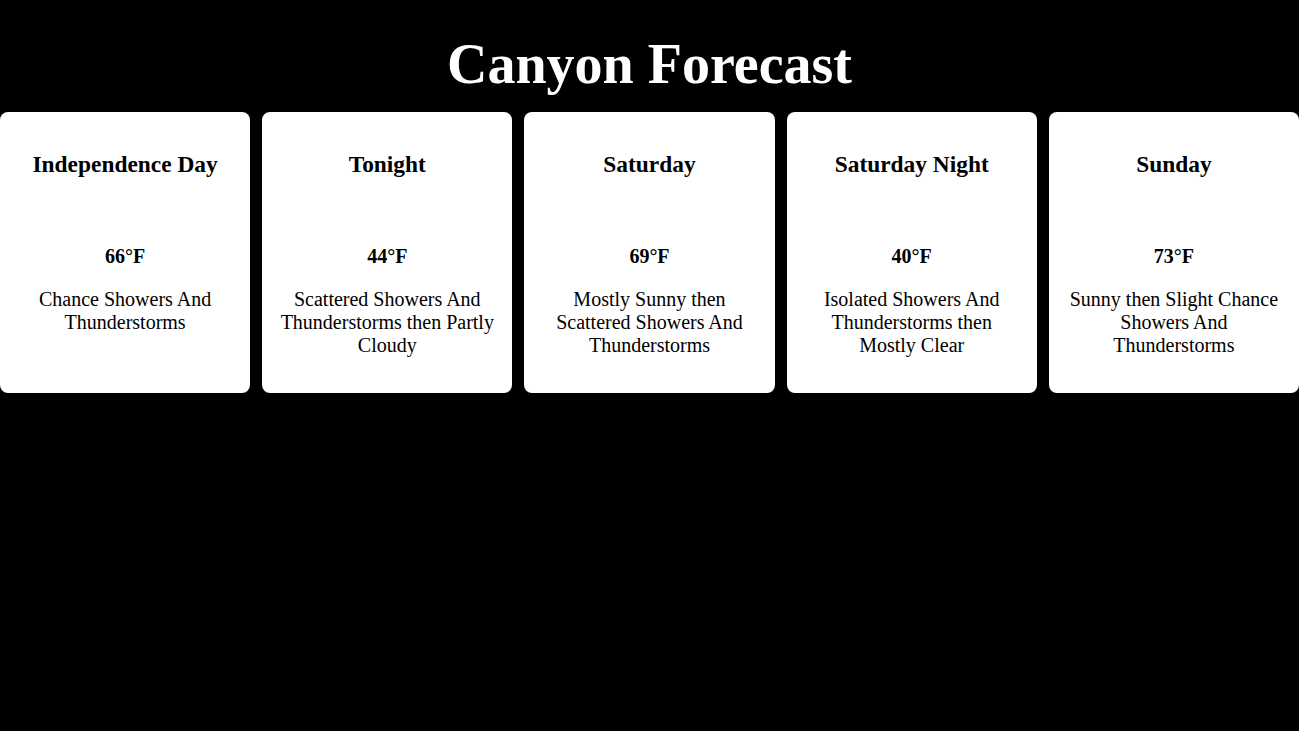 Canyon Forecast
Independence Day
66°F
Chance Showers And
Thunderstorms
Tonight
44°F
Scattered Showers And
Thunderstorms then Partly
Cloudy
Saturday
69°F
Mostly Sunny then
Scattered Showers And
Thunderstorms
Saturday Night
40°F
Isolated Showers And
Thunderstorms then
Mostly Clear
Sunday
73°F
Sunny then Slight Chance
Showers And
Thunderstorms